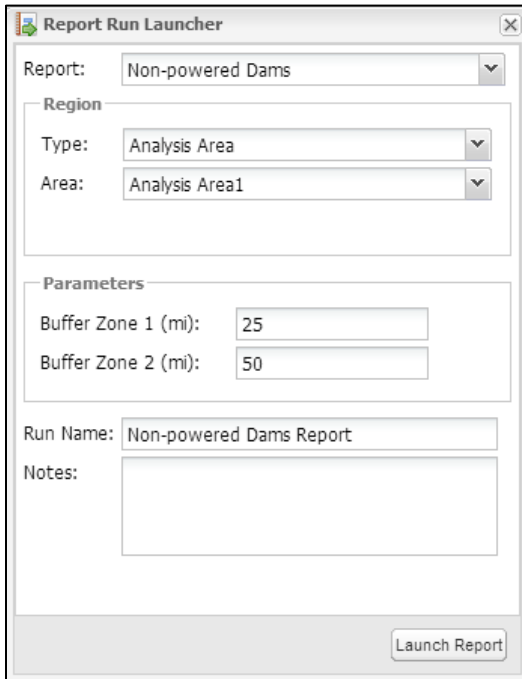 Report Run Launcher
Report: Non-powered Dams
Region
Type: Analysis Area
Area: Analysis Area1
Parameters
Buffer Zone 1 (mi): 25
Buffer Zone 2 (mi): 50
Run Name: Non-powered Dams Report
Notes:
Launch Report